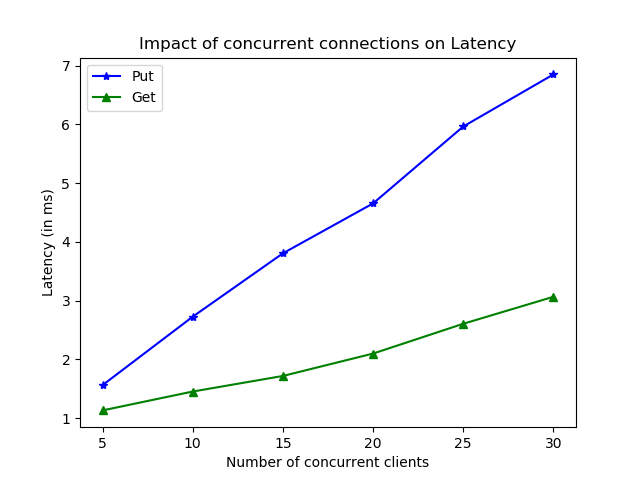 Impact of concurrent connections on Latency
Put
Get
7
6
5
4
3
2
1
Latency (in ms)
5 10 15 20 25 30
Number of concurrent clients